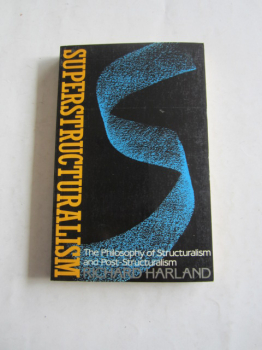 SUPERSTRUCTURALISM
The Philosophy of Structuralism
and Post-Structuralism
RICHARD HARLAND